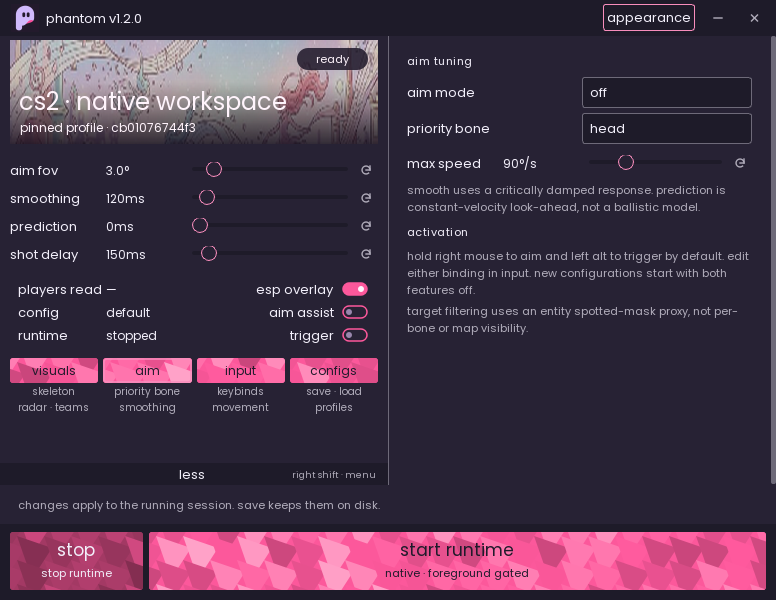 phantom v1.2.0
appearance
ready
cs2 · native workspace
pinned profile · cb01076744f3
aim fov 3.0°
smoothing 120ms
prediction 0ms
shot delay 150ms
players read — esp overlay
config default aim assist
runtime stopped trigger
visuals aim input configs
skeleton priority bone keybinds save · load
radar · teams smoothing movement profiles
less right shift · menu
aim tuning
aim mode off
priority bone head
max speed 90°/s
smooth uses a critically damped response. prediction is
constant-velocity look-ahead, not a ballistic model.
activation
hold right mouse to aim and left alt to trigger by default. edit
either binding in input. new configurations start with both
features off.
target filtering uses an entity spotted-mask proxy, not per-
bone or map visibility.
changes apply to the running session. save keeps them on disk.
stop
stop runtime
start runtime
native · foreground gated